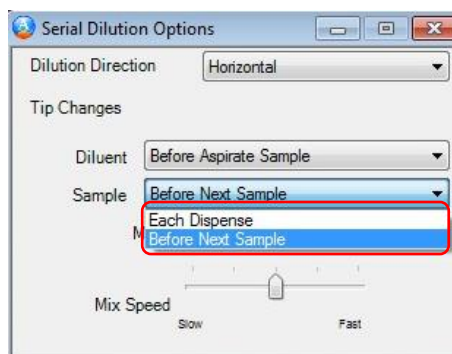 Serial Dilution Options
Dilution Direction Horizontal
Tip Changes
Diluent Before Aspirate Sample
Sample Before Next Sample
Each Dispense
Before Next Sample
Mix Speed
Slow Fast